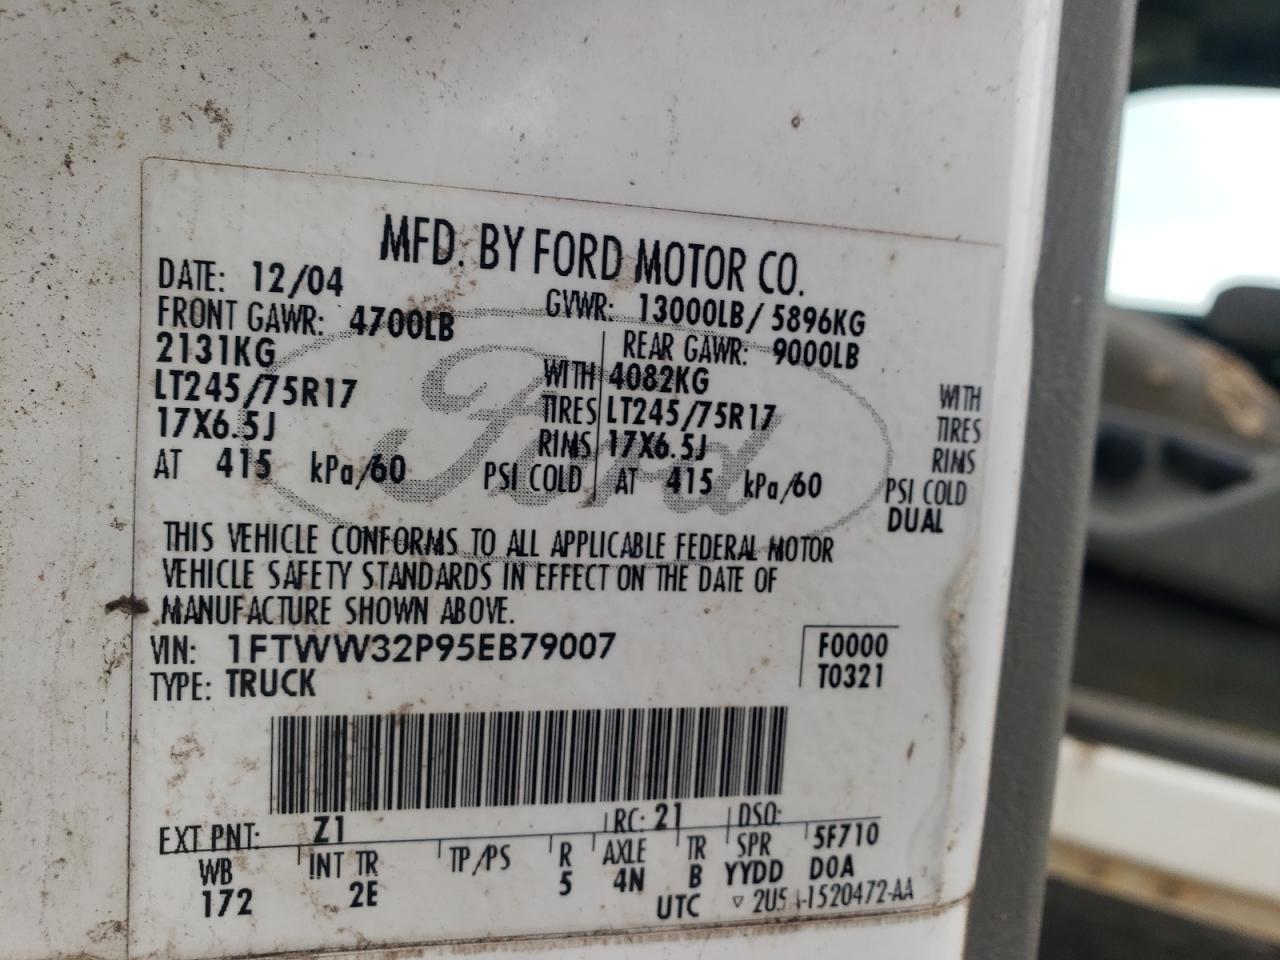 MFD. BY FORD MOTOR CO.
DATE: 12/04 GVWR: 13000LB/ 5896KG
FRONT GAWR: 4700LB REAR GAWR: 9000LB
2131KG WITH 4082KG WITH
LT245/75R17 TIRES LT245/75R17 TIRES
17X6.5J RIMS 17X6.5J RIMS
AT 415 kPa/60 PSI COLD AT 415 kPa/60 PSI COLD
DUAL
Ford
THIS VEHICLE CONFORMS TO ALL APPLICABLE FEDERAL MOTOR
VEHICLE SAFETY STANDARDS IN EFFECT ON THE DATE OF
MANUFACTURE SHOWN ABOVE.
VIN: 1FTWW32P95EB79007 F0000
TYPE: TRUCK T0321
EXT PNT: Z1 RC: 21 DSO:
WB INT TR TP/PS R AXLE TR SPR 5F710
172 2E 5 4N B YYDD DOA
UTC ▽ -1520472-AA